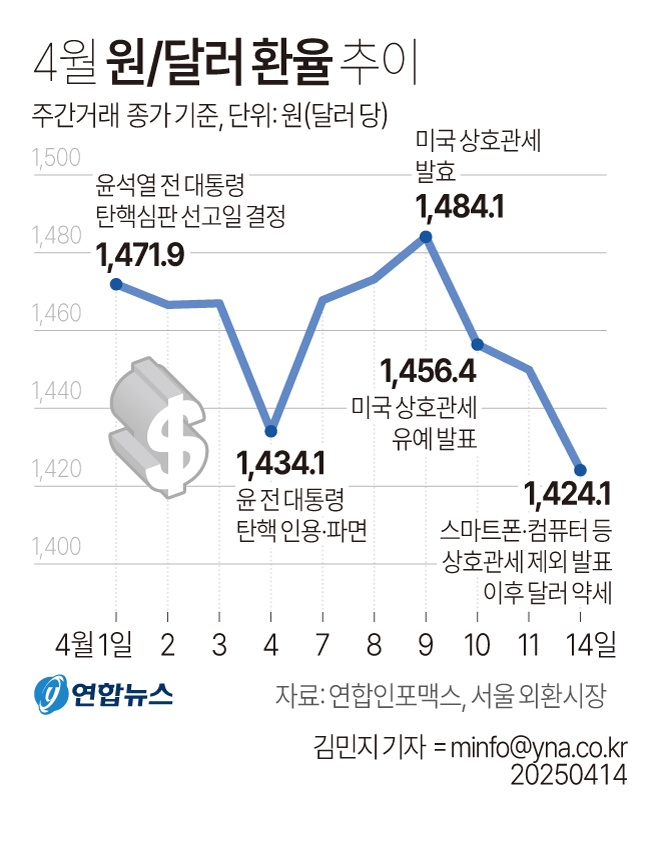 4월 원/달러 환율 추이
주간거래 종가 기준, 단위: 원(달러 당)
1,500
1,480
1,460
1,440
1,420
1,400
윤석열 전 대통령
탄핵심판 선고일 결정
1,471.9
1,434.1
윤 전 대통령
탄핵 인용·파면
미국 상호관세
발효
1,484.1
1,456.4
미국 상호관세
유예 발표
1,424.1
스마트폰·컴퓨터 등
상호관세 제외 발표
이후 달러 약세
$
4월 1일 2 3 4 7 8 9 10 11 14일
y 연합뉴스
자료: 연합인포맥스, 서울 외환시장
김민지 기자 = minfo@yna.co.kr
20250414